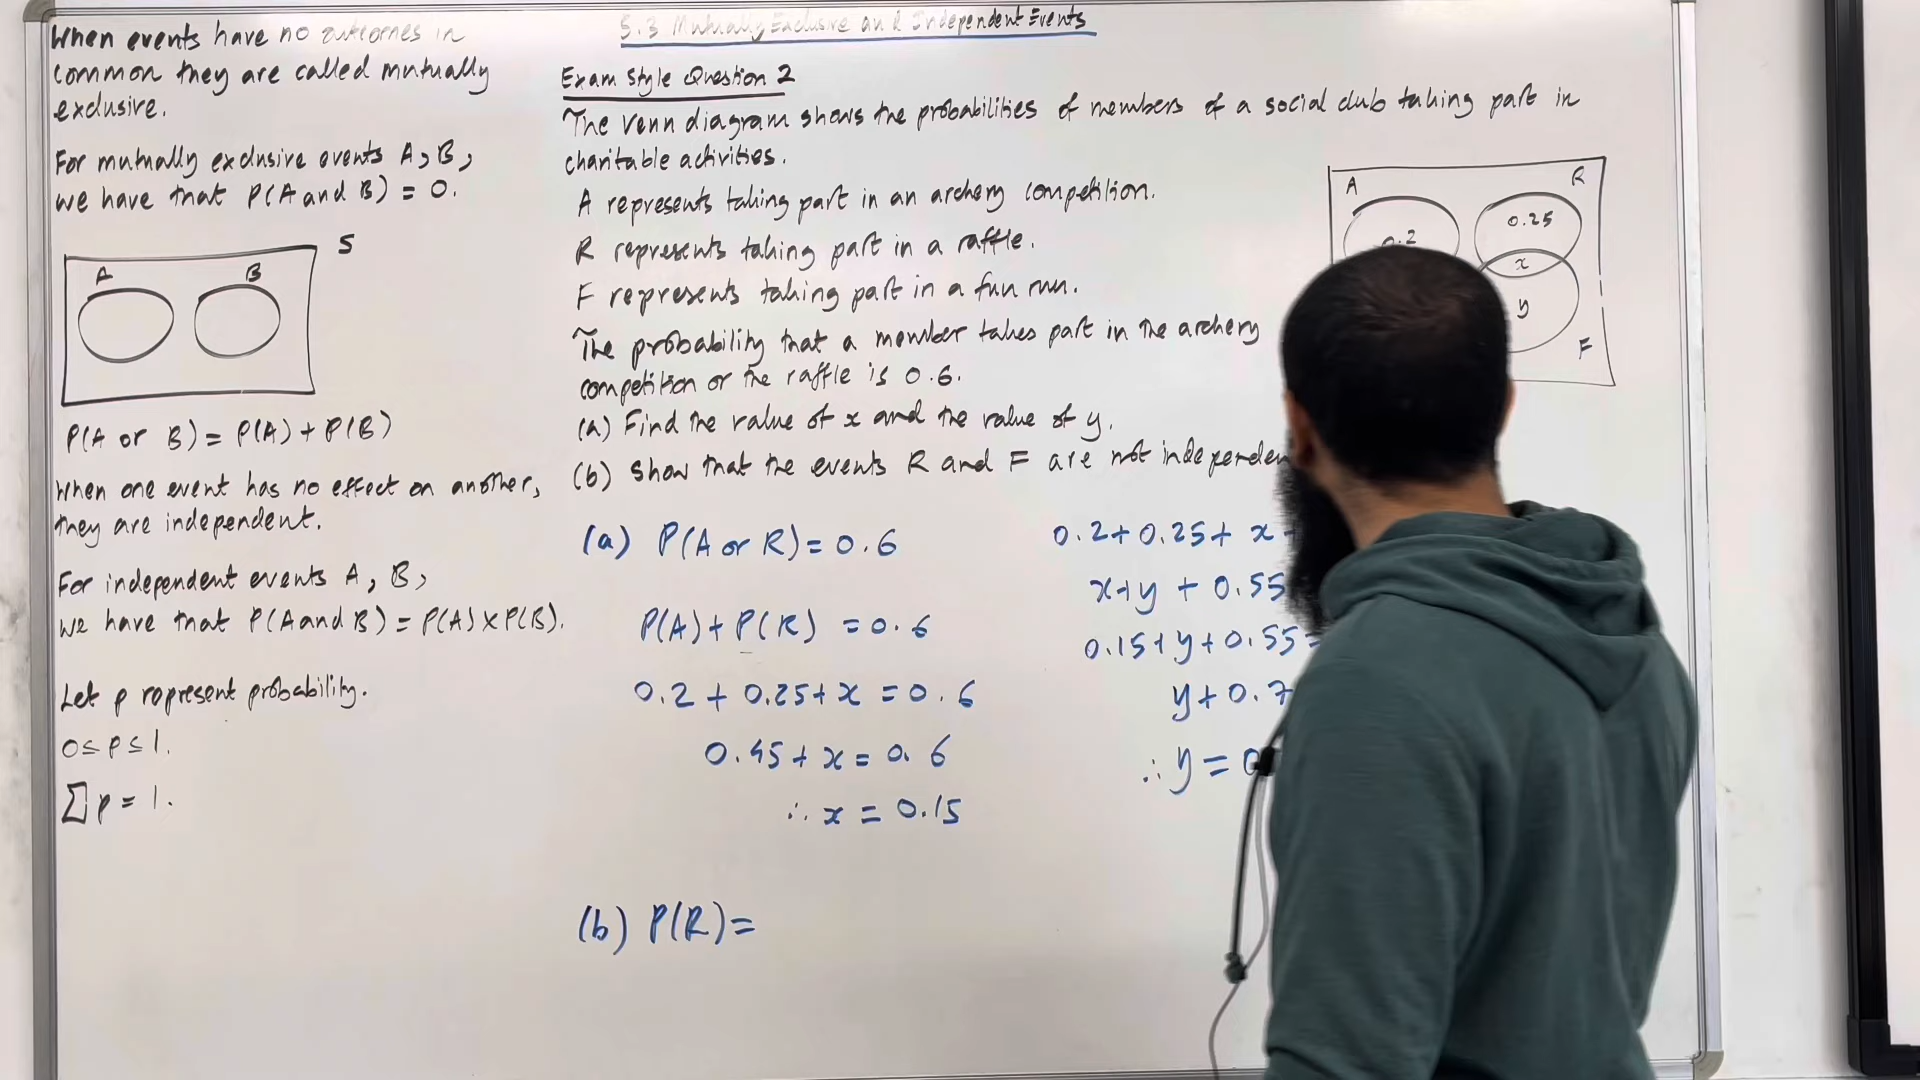 5.3 Mutually Exclusive and Independent Events
When events have no outcomes in
common they are called mutually
exclusive.
For mutually exclusive events A, B,
we have that P(A and B) = 0.
S
A B
P(A or B) = P(A) + P(B)
When one event has no effect on another,
they are independent.
For independent events A, B,
we have that P(A and B) = P(A) x P(B).
Let p represent probability.
0 ≤ p ≤ 1.
∑p = 1.
Exam Style Question 2
The Venn diagram shows the probabilities of members of a social club taking part in
charitable activities.
A represents taking part in an archery competition.
R represents taking part in a raffle.
F represents taking part in a fun run.
The probability that a member takes part in the archery
competition or the raffle is 0.6.
(a) Find the value of x and the value of y.
(b) Show that the events R and F are not independen
A R
0.2 0.25
x
y
F
(a) P(A or R) = 0.6
P(A) + P(R) = 0.6
0.2 + 0.25 + x = 0.6
0.45 + x = 0.6
∴ x = 0.15
0.2 + 0.25 + x
x + y + 0.55
0.15 + y + 0.55 =
y + 0.7
∴ y = 0
(b) P(R) =